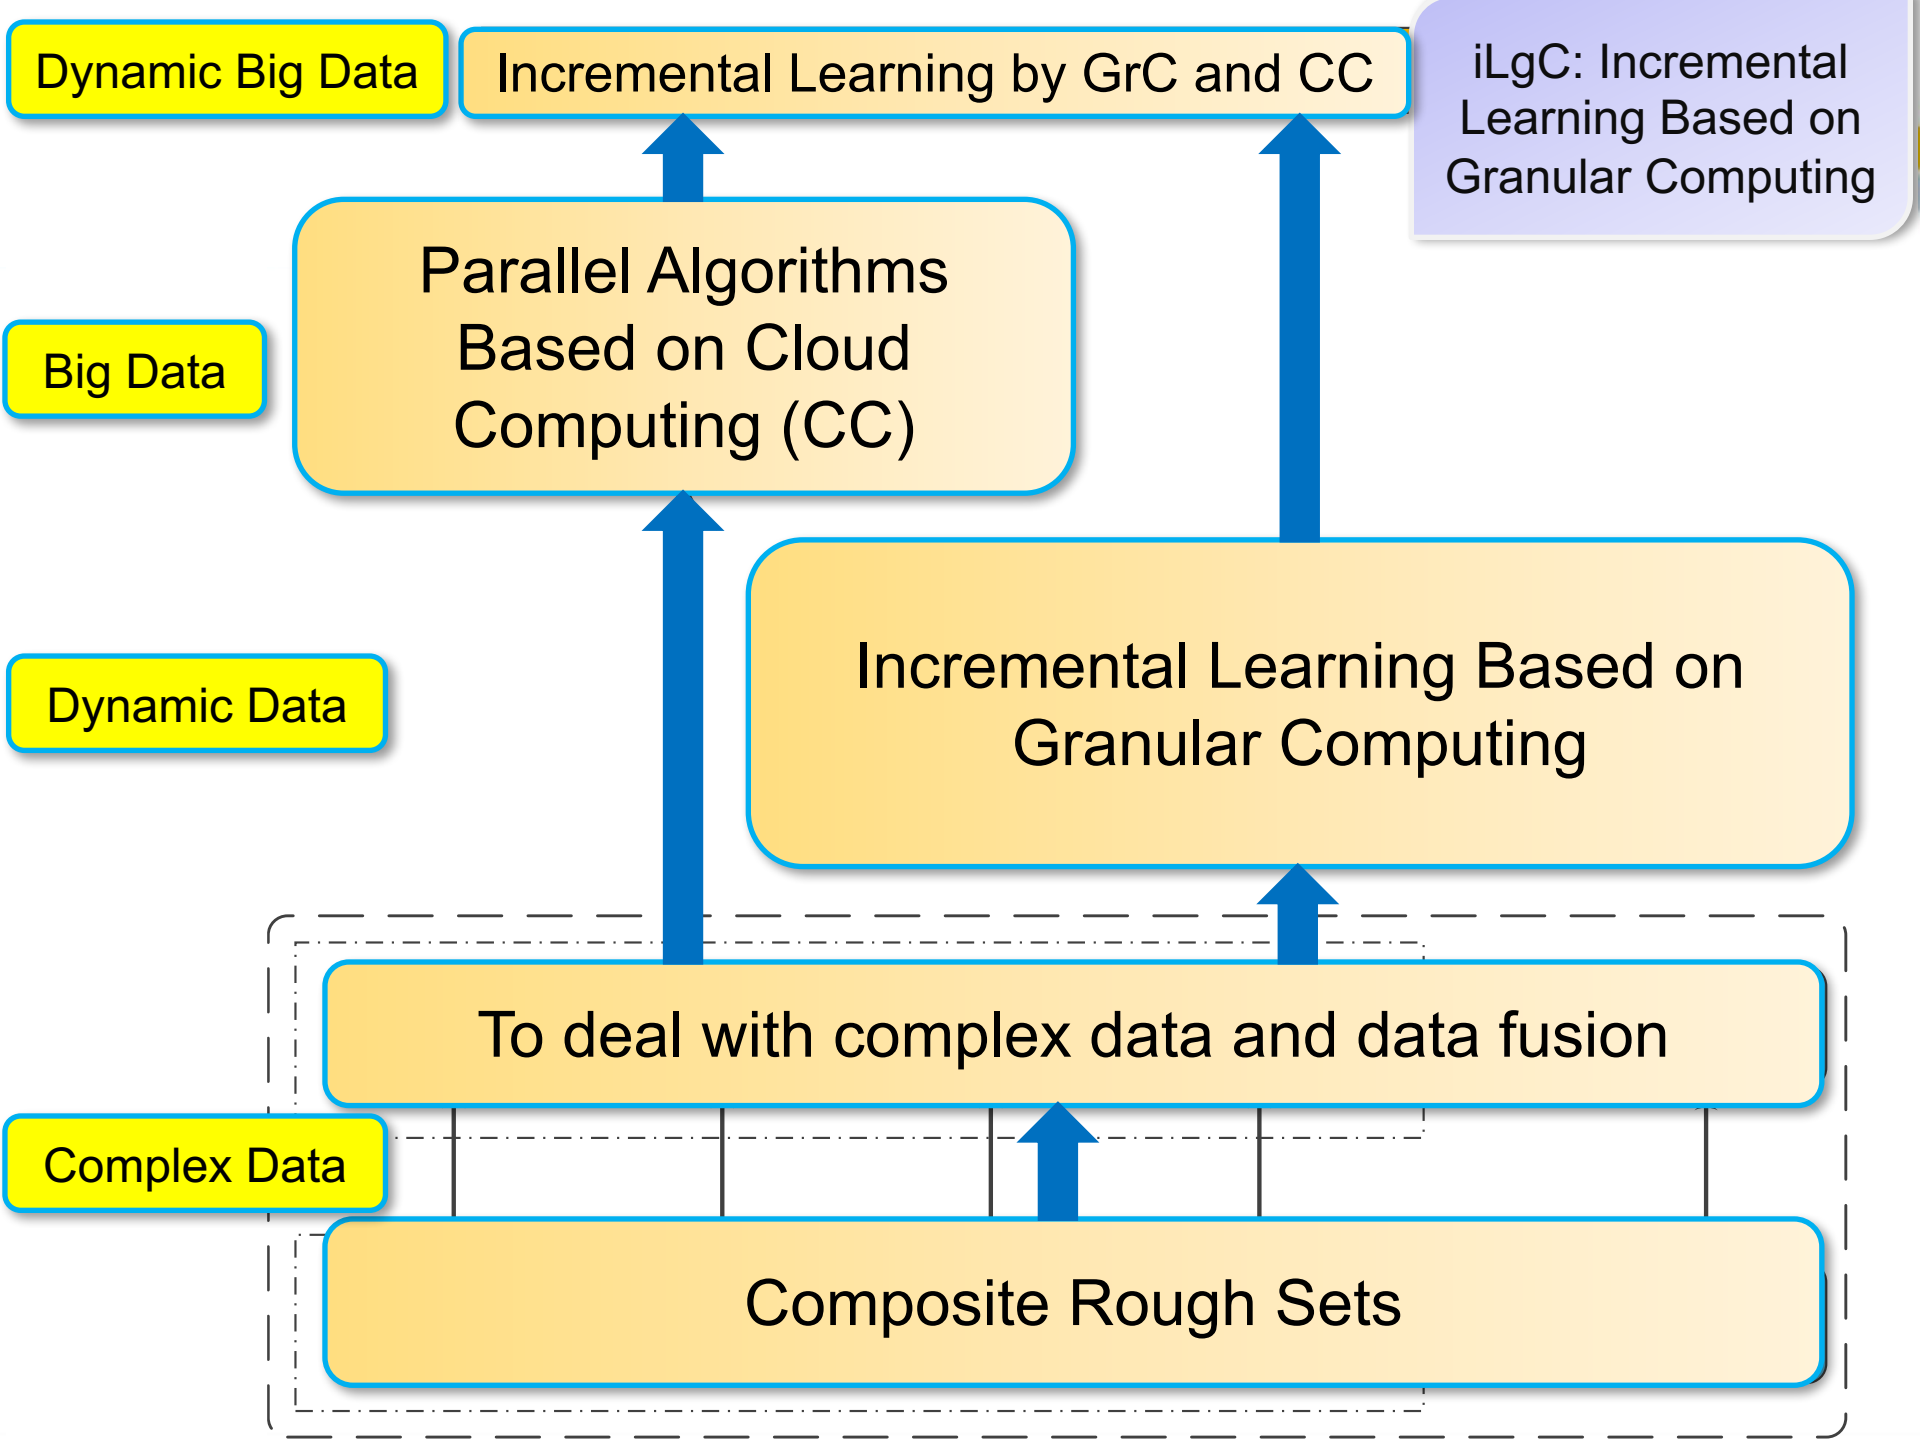 Dynamic Big Data
Incremental Learning by GrC and CC
iLgC: Incremental
Learning Based on
Granular Computing
Parallel Algorithms
Based on Cloud
Computing (CC)
Big Data
Incremental Learning Based on
Granular Computing
Dynamic Data
To deal with complex data and data fusion
Complex Data
Composite Rough Sets